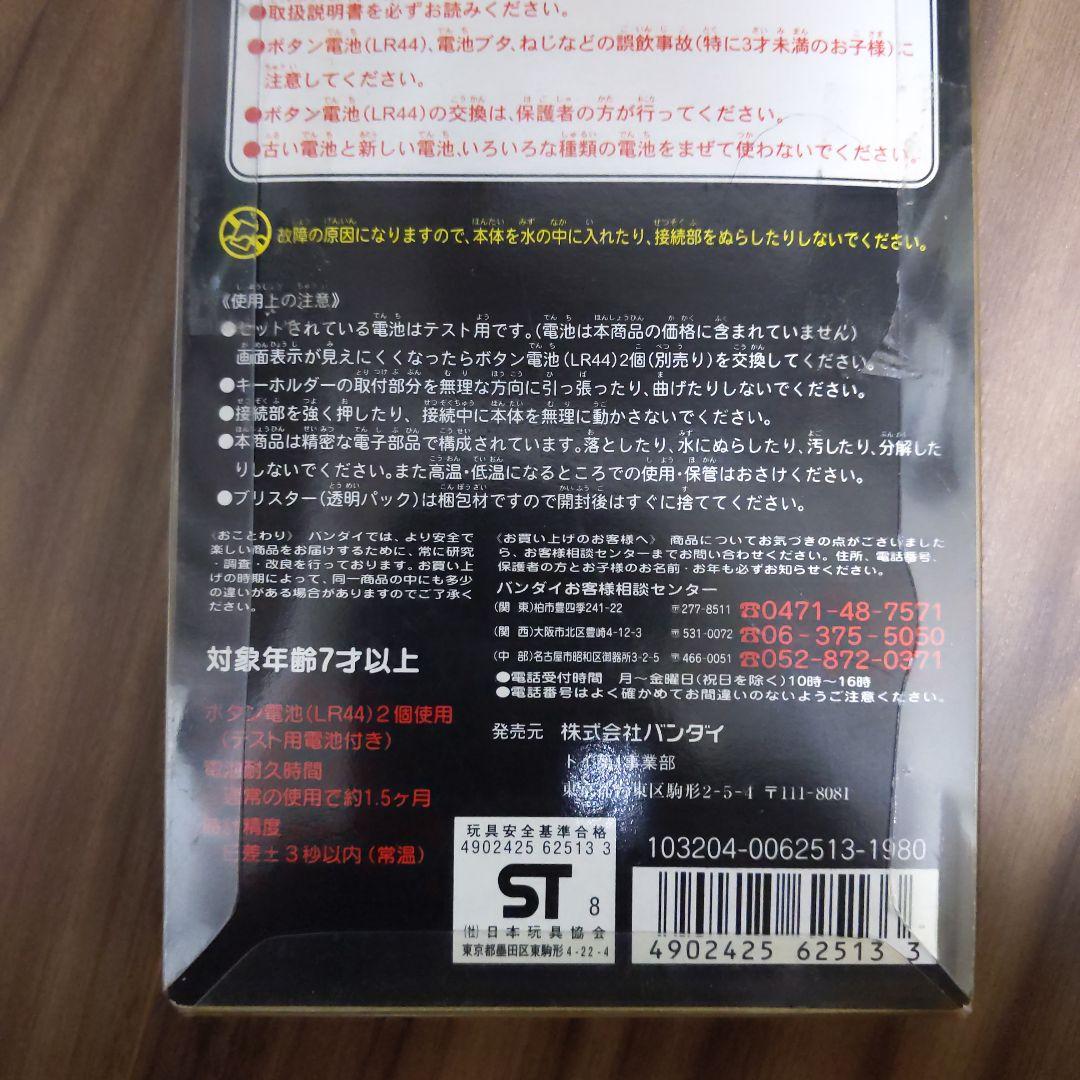 ●取扱説明書を必ずお読みください。
●ボタン電池(LR44)、電池ブタ、ねじなどの誤飲事故(特に3才未満のお子様)に
注意してください。
●ボタン電池(LR44)の交換は、保護者の方が行ってください。
●古い電池と新しい電池、いろいろな種類の電池をまぜて使わないでください。
故障の原因になりますので、本体を水の中に入れたり、接続部をぬらしたりしないでください。
《使用上の注意》
●セットされている電池はテスト用です。(電池は本商品の価格に含まれていません)
画面表示が見えにくくなったらボタン電池(LR44)2個(別売り)を交換してください。
●キーホルダーの取付部分を無理な方向に引っ張ったり、曲げたりしないでください。
●接続部を強く押したり、接続中に本体を無理に動かさないでください。
●本商品は精密な電子部品で構成されています。落としたり、水にぬらしたり、汚したり、分解した
りしないでください。また高温・低温になるところでの使用・保管はおさけください。
●ブリスター(透明パック)は梱包材ですので開封後はすぐに捨ててください。
《おことわり》 バンダイでは、より安全で
楽しい商品をお届けするために、常に研究
・調査・改良を行っております。お買い上
げの時期によって、同一商品の中にも多少
の違いがある場合がありますのでご了承く
ださい。
対象年齢7才以上
ボタン電池(LR44)2個使用
(テスト用電池付き)
電池耐久時間
通常の使用で約1.5ヶ月
時計精度
日差±3秒以内(常温)
《お買い上げのお客様へ》 商品についてお気づきの点がございました
ら、お客様相談センターまでお問い合わせください。住所、電話番号、
保護者の方とお子様のお名前・お年も必ずお知らせください。
バンダイお客様相談センター
(関 東)柏市豊四季241-22 〒277-8511 ☎0471-48-7571
(関 西)大阪市北区豊崎4-12-3 〒531-0072 ☎06-375-5050
(中 部)名古屋市昭和区御器所3-2-5 〒466-0051 ☎052-872-0371
●電話受付時間 月〜金曜日(祝日を除く)10時〜16時
●電話番号はよく確かめてお間違いのないようご注意ください。
発売元 株式会社バンダイ
事業部
東区駒形2-5-4 〒111-8081
玩具安全基準合格
4902425 62513 3
ST 8
(社)日本玩具協会
東京都墨田区東駒形4-22-4
103204-0062513-1980
4902425 62513 3